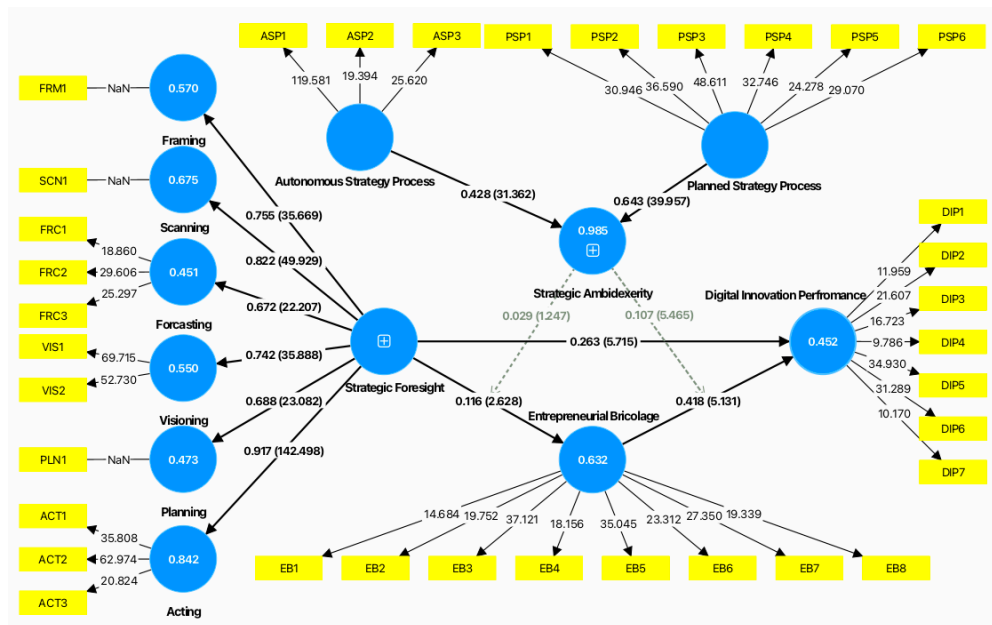 ASP1
ASP2
ASP3
PSP1
PSP2
PSP3
PSP4
PSP5
PSP6
119.581
19.394
25.620
30.946
36.590
48.611
32.746
24.278
29.070
FRM1
NaN
0.570
Framing
Autonomous Strategy Process
Planned Strategy Process
SCN1
NaN
0.675
Scanning
0.428 (31.362)
0.643 (39.957)
0.755 (35.669)
0.822 (49.929)
0.985
Strategic Ambidexerity
FRC1
FRC2
FRC3
18.860
29.606
25.297
0.451
Forcasting
0.672 (22.207)
0.029 (1.247)
0.107 (5.465)
Digital Innovation Perfromance
DIP1
DIP2
DIP3
DIP4
DIP5
DIP6
DIP7
11.959
21.607
16.723
9.786
34.930
31.289
10.170
0.452
VIS1
VIS2
69.715
52.730
0.550
Visioning
0.742 (35.888)
Strategic Foresight
0.263 (5.715)
0.688 (23.082)
0.116 (2.628)
0.418 (5.131)
Entrepreneurial Bricolage
0.632
PLN1
NaN
0.473
Planning
0.917 (142.498)
ACT1
ACT2
ACT3
35.808
62.974
20.824
0.842
Acting
14.684
19.752
37.121
18.156
35.045
23.312
27.350
19.339
EB1
EB2
EB3
EB4
EB5
EB6
EB7
EB8